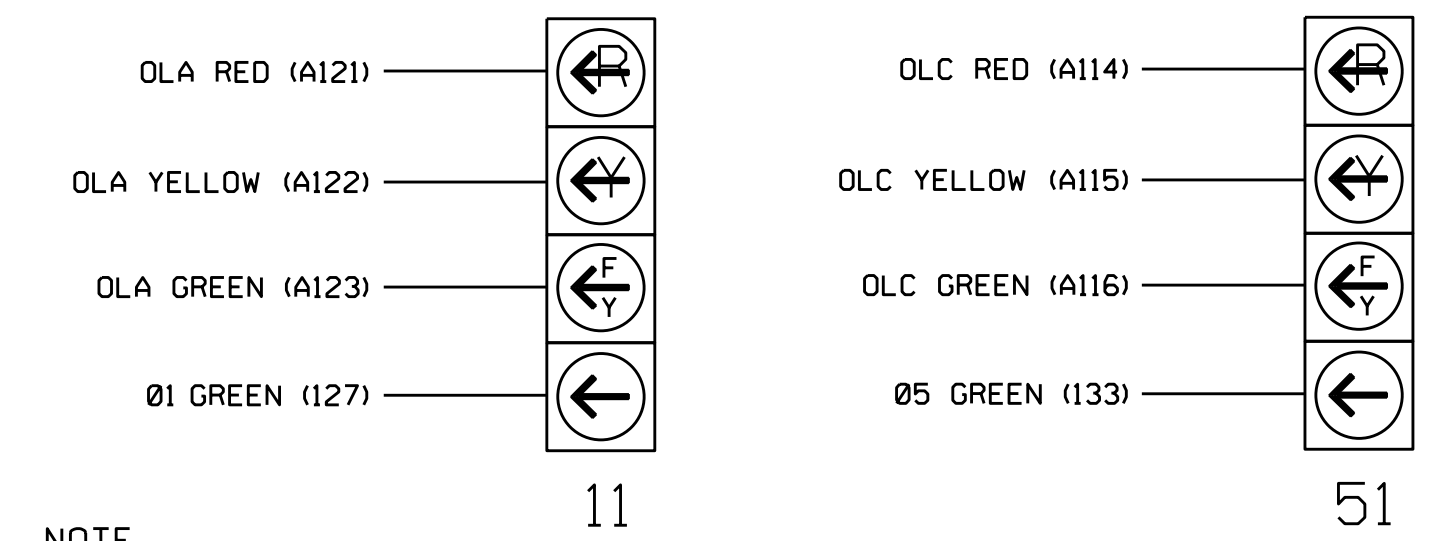 OLA RED (A121)
R
OLA YELLOW (A122)
Y
OLA GREEN (A123)
F
Y
Ø1 GREEN (127)
11
OLC RED (A114)
R
OLC YELLOW (A115)
Y
OLC GREEN (A116)
F
Y
Ø5 GREEN (133)
51
NOTE